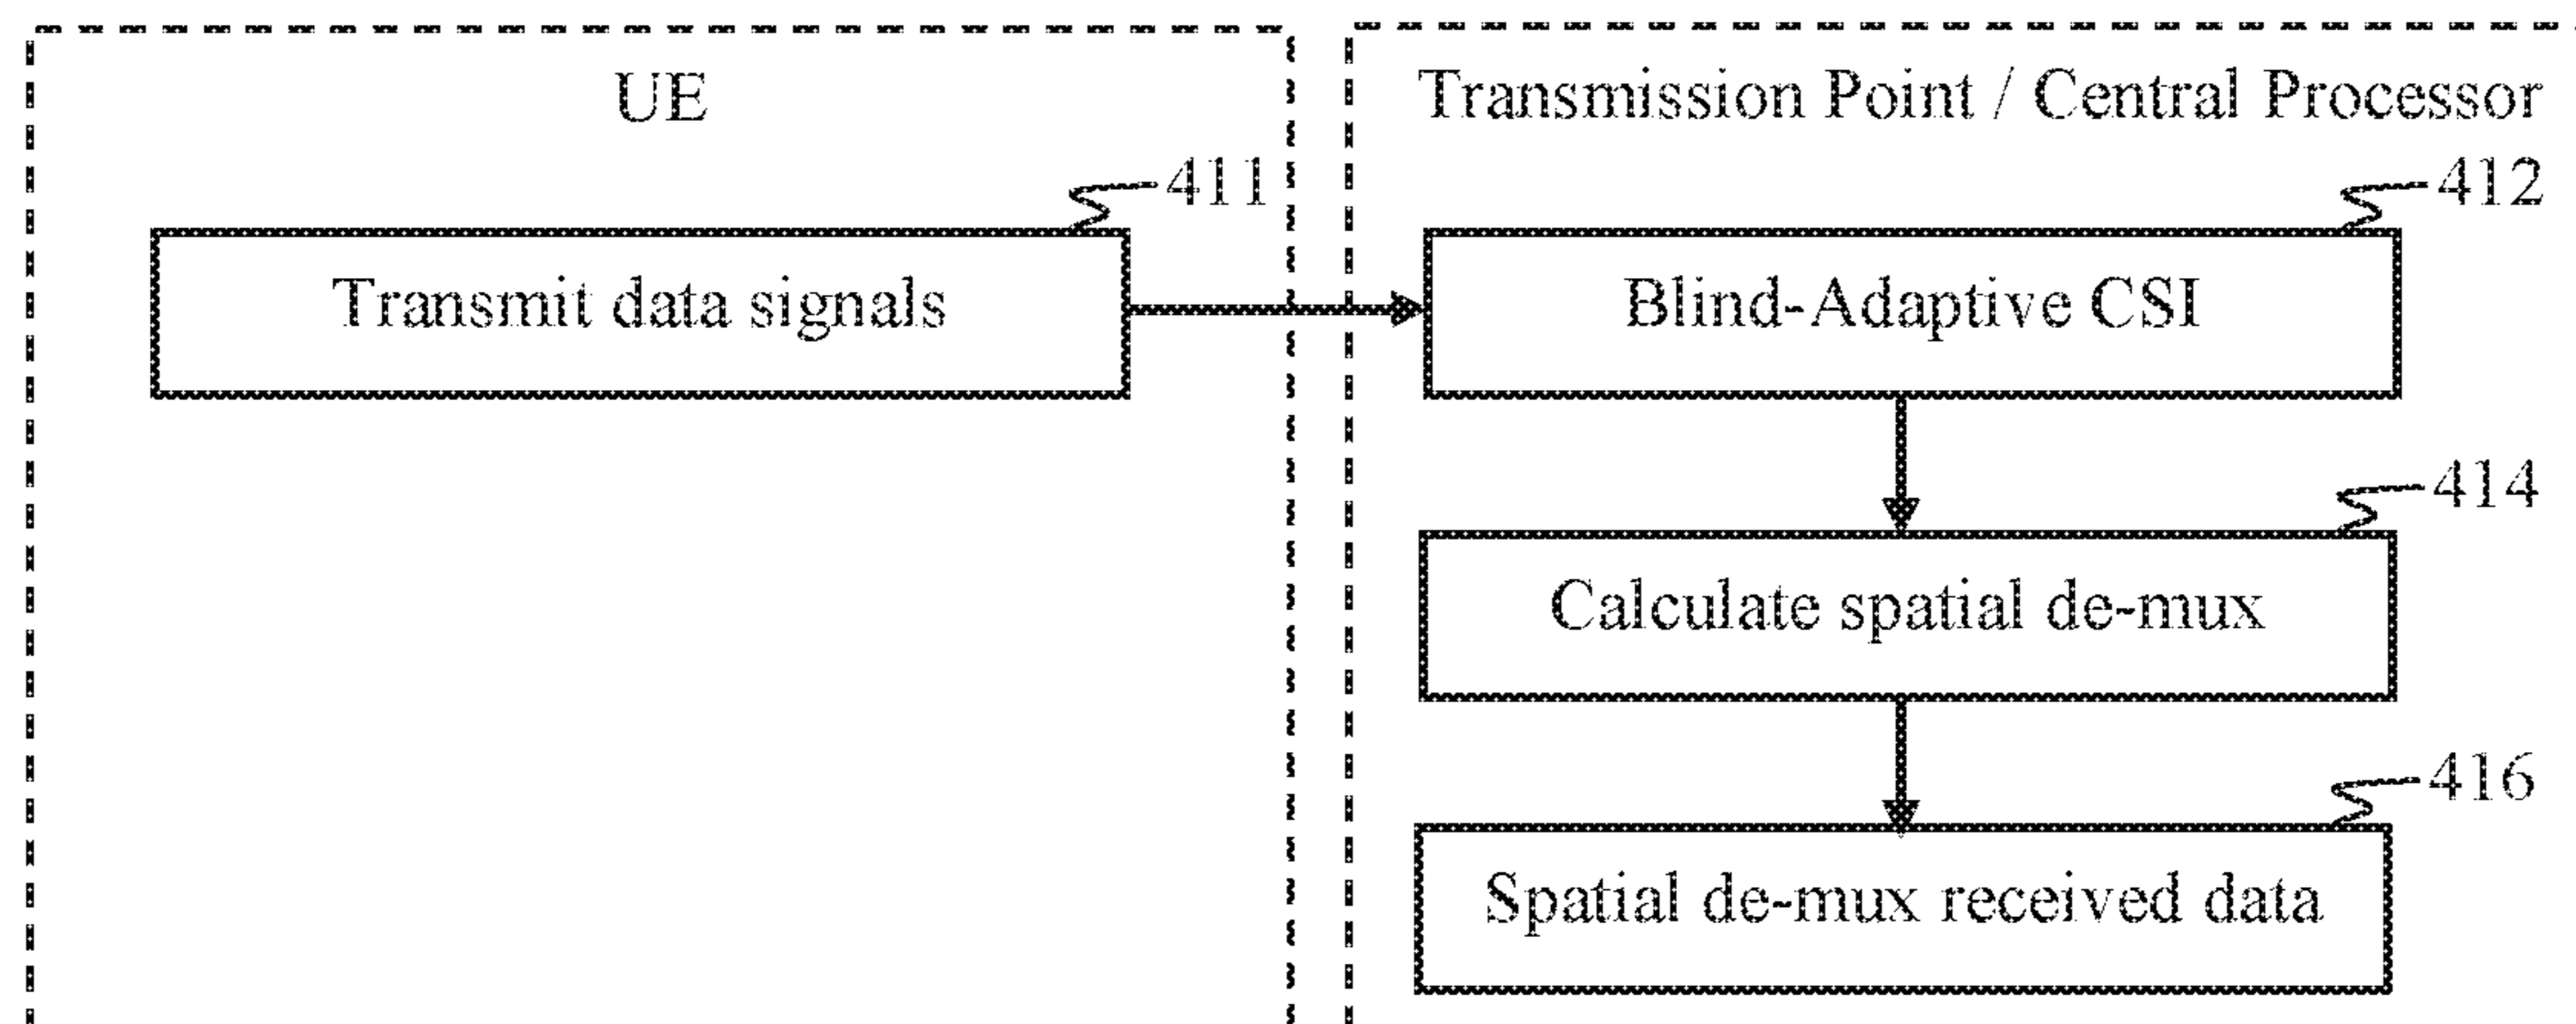 UE
Transmission Point / Central Processor
411
412
Transmit data signals
Blind-Adaptive CSI
414
Calculate spatial de-mux
416
Spatial de-mux received data